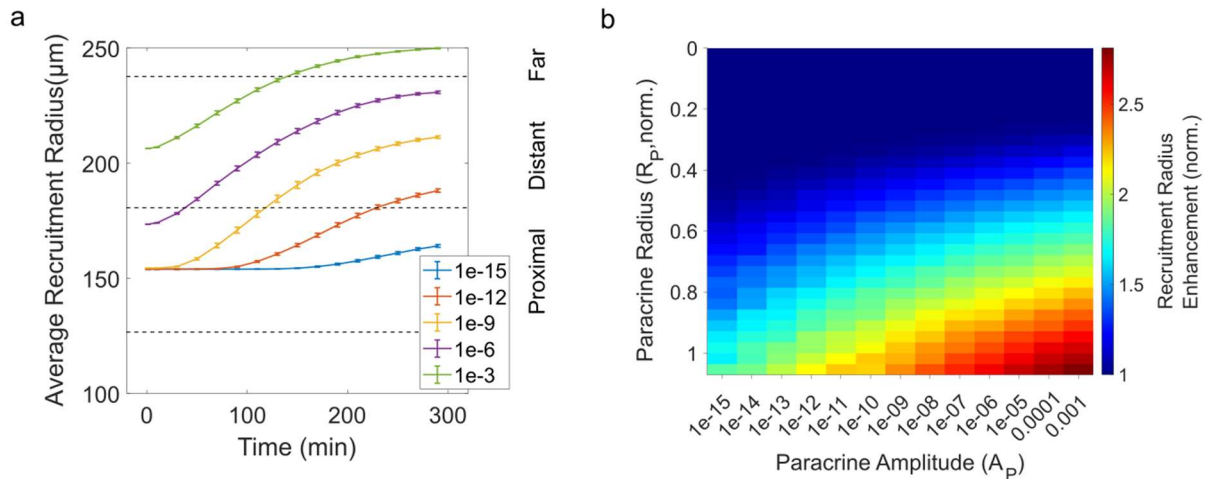 a
Average Recruitment Radius(μm)
250
200
150
100
0
100
200
300
Time (min)
Far
Distant
Proximal
1e-15
1e-12
1e-9
1e-6
1e-3
b
Paracrine Radius (R_P,norm.)
0
0.2
0.4
0.6
0.8
1
1e-15
1e-14
1e-13
1e-12
1e-11
1e-10
1e-09
1e-08
1e-07
1e-06
1e-05
0.0001
0.001
Paracrine Amplitude (A_P)
2.5
2
1.5
1
Recruitment Radius
Enhancement (norm.)